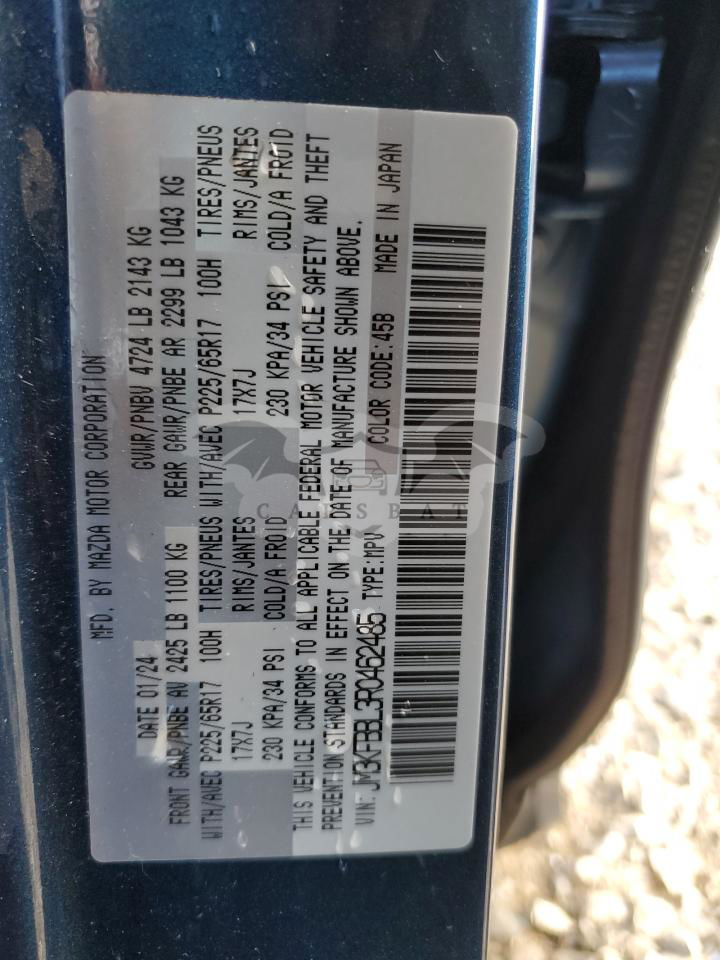 MFD. BY MAZDA MOTOR CORPORATION
DATE 01/24 GVWR/PNBV 4724 LB 2143 KG
FRONT GAWR/PNBE AV 2425 LB 1100 KG REAR GAWR/PNBE AR 2299 LB 1043 KG
WITH/AVEC P225/65R17 100H TIRES/PNEUS WITH/AVEC P225/65R17 100H TIRES/PNEUS
17X7J RIMS/JANTES 17X7J RIMS/JANTES
230 KPA/34 PSI COLD/A FROID 230 KPA/34 PSI COLD/A FROID
THIS VEHICLE CONFORMS TO ALL APPLICABLE FEDERAL MOTOR VEHICLE SAFETY AND THEFT
PREVENTION STANDARDS IN EFFECT ON THE DATE OF MANUFACTURE SHOWN ABOVE.
VIN: JM3KFBBL3R0462485 TYPE:MPV COLOR CODE:45B MADE IN JAPAN
CARSBAT